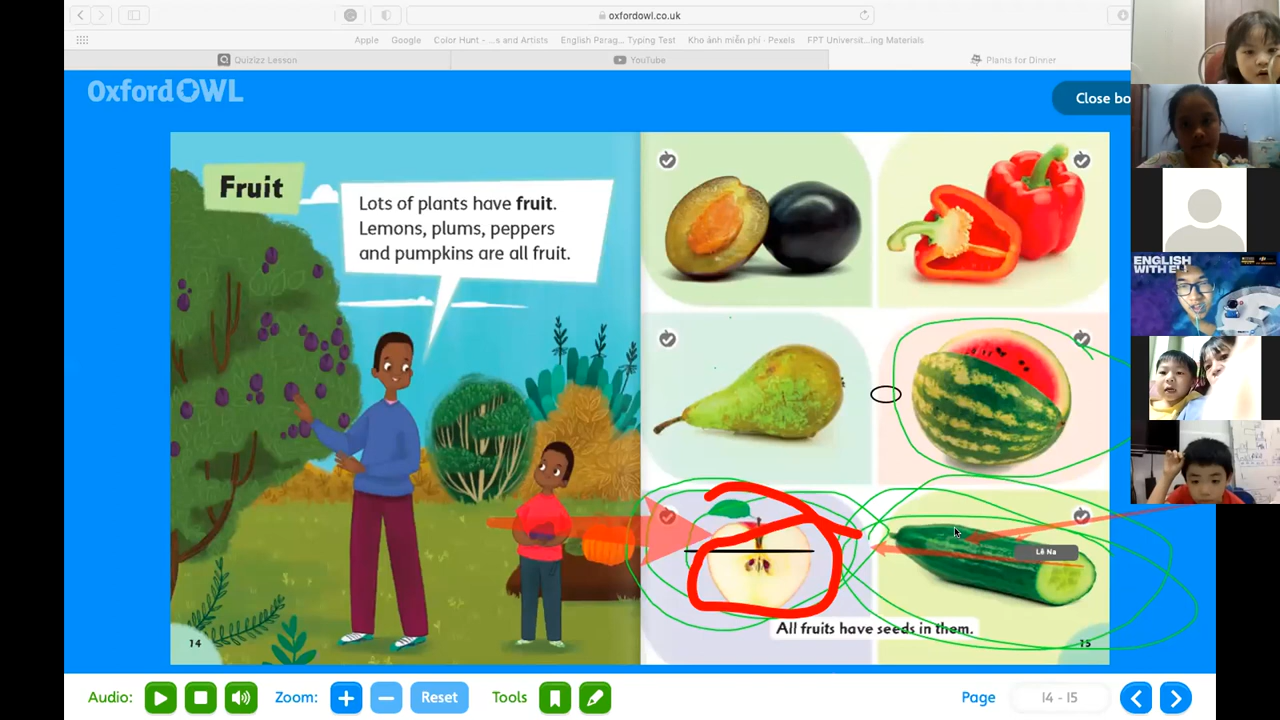 oxfordowl.co.uk
Apple Google Color Hunt - ...s and Artists English Parag... Typing Test Kho ảnh miễn phí · Pexels FPT Universit...ing Materials
Quizizz Lesson YouTube Plants for Dinner
Oxford OWL
Close bo
Fruit
Lots of plants have fruit.
Lemons, plums, peppers
and pumpkins are all fruit.
ENGLISH
WITH E
Lê Na
All fruits have seeds in them.
14
15
Audio: Zoom: + − Reset Tools Page 14 - 15